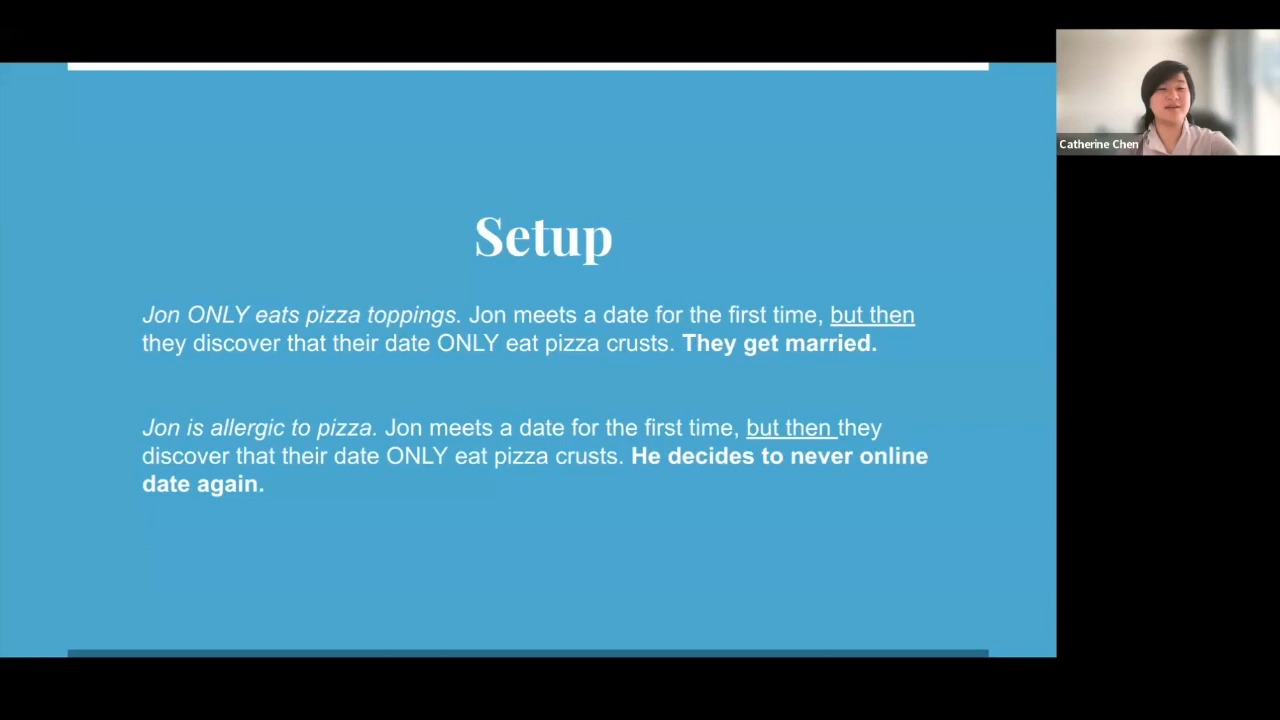 Catherine Chen
Setup
Jon ONLY eats pizza toppings. Jon meets a date for the first time, but then
they discover that their date ONLY eat pizza crusts. They get married.
Jon is allergic to pizza. Jon meets a date for the first time, but then they
discover that their date ONLY eat pizza crusts. He decides to never online
date again.